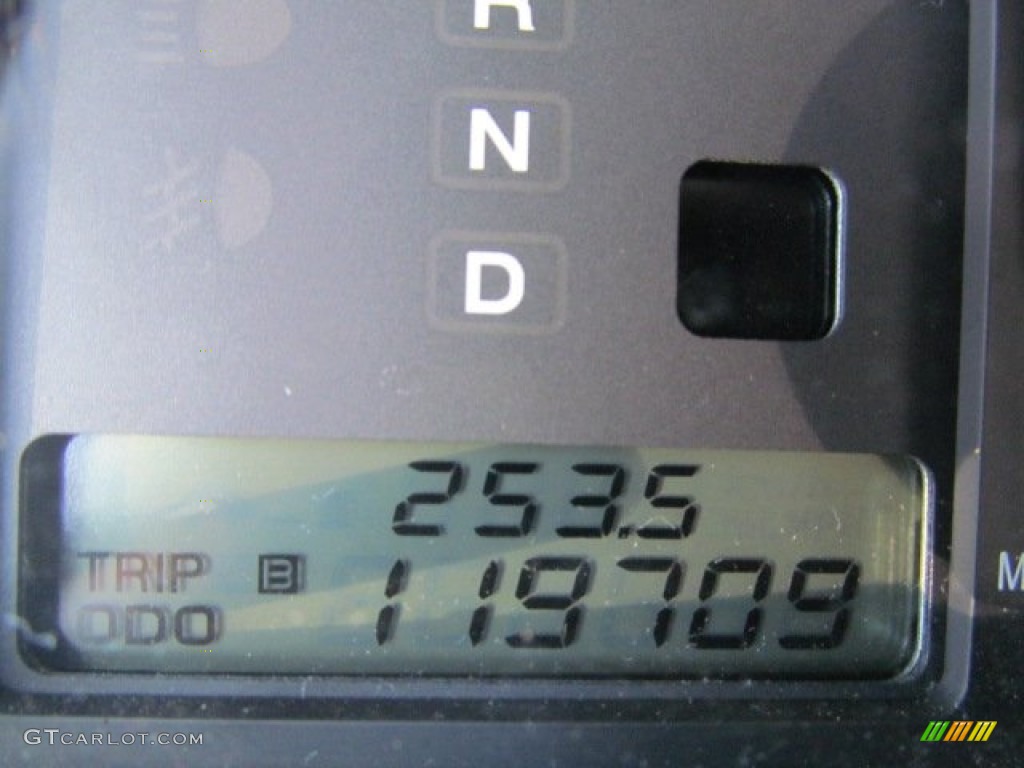 R
N
D
253.5
TRIP B
ODO 119709
M
GTCARLOT.COM